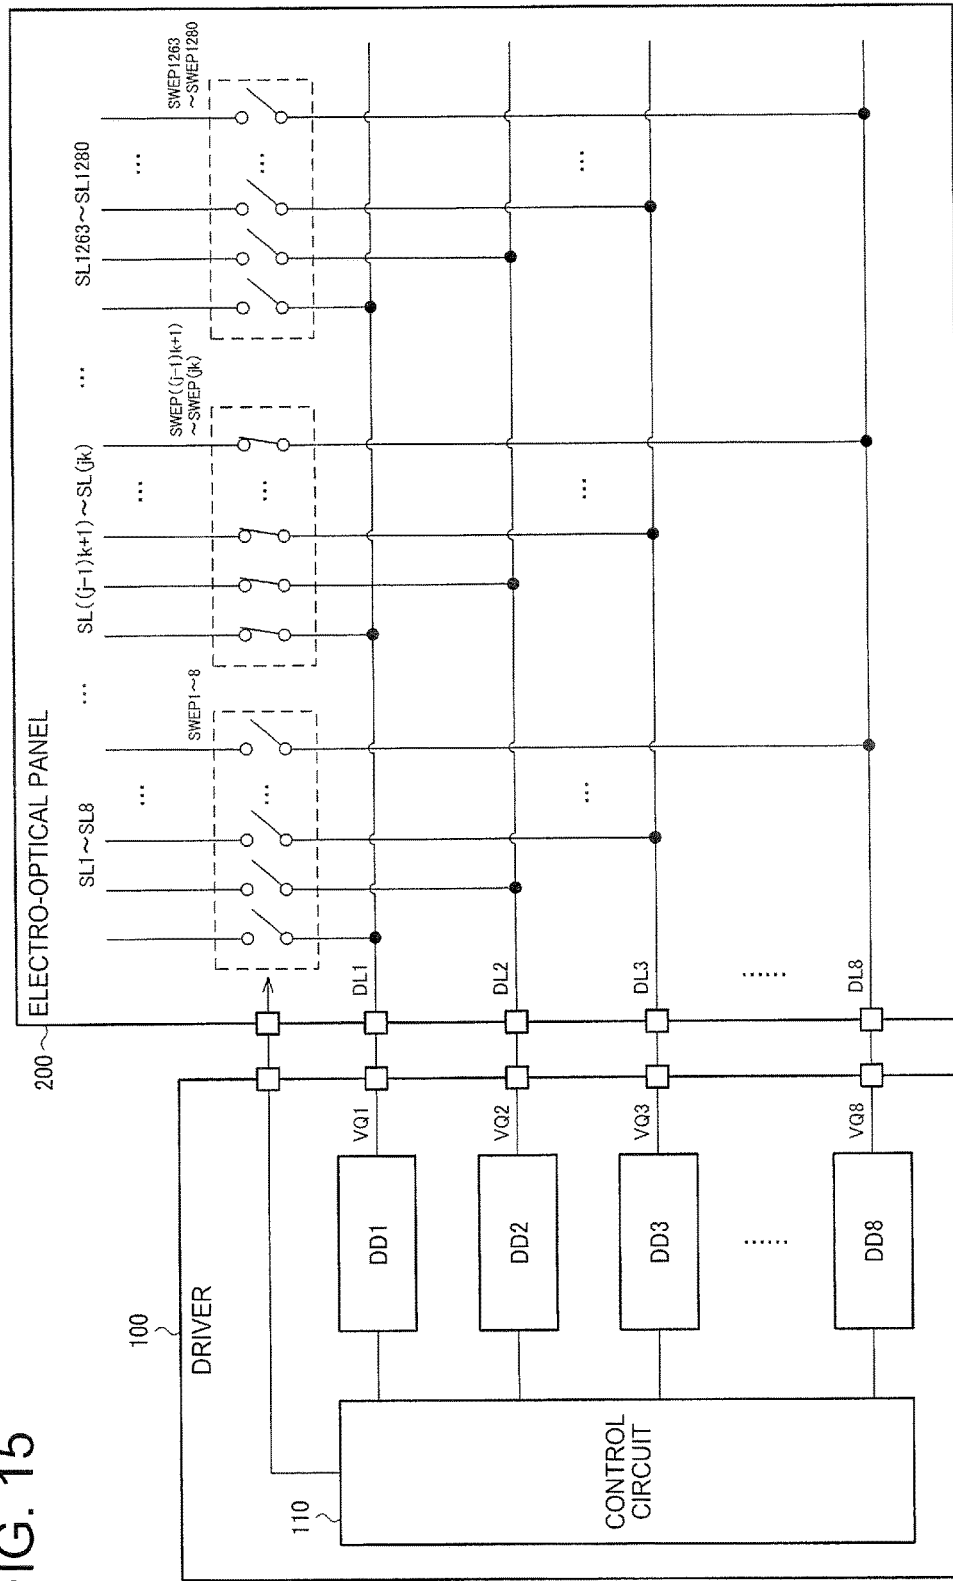 FIG. 15
200
ELECTRO-OPTICAL PANEL
SL1~SL8
...
SL((j-1)k+1)~SL(jk)
...
SL1263~SL1280
...
...
...
SWEP1~8
SWEP((j-1)k+1)
~SWEP(jk)
SWEP1263
~SWEP1280
...
...
...
100
DRIVER
110
CONTROL
CIRCUIT
DD1
VQ1
DL1
DD2
VQ2
DL2
DD3
VQ3
DL3
......
......
...
...
...
DD8
VQ8
DL8